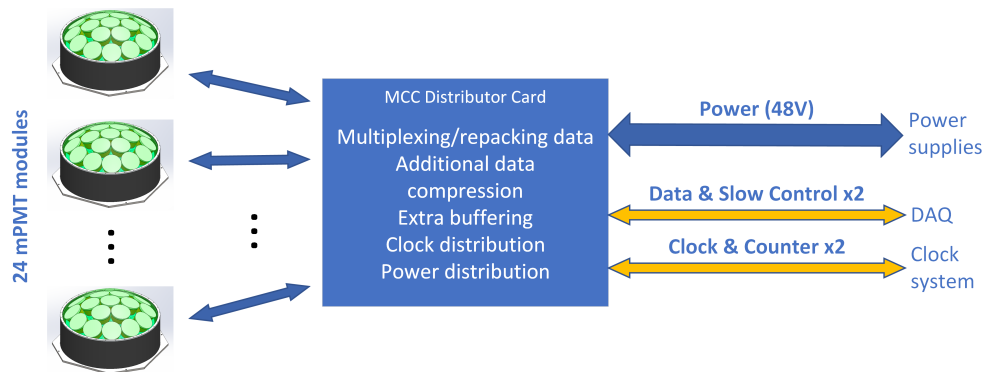 24 mPMT modules
MCC Distributor Card
Multiplexing/repacking data
Additional data
compression
Extra buffering
Clock distribution
Power distribution
Power (48V)
Power
supplies
Data & Slow Control x2
DAQ
Clock & Counter x2
Clock
system